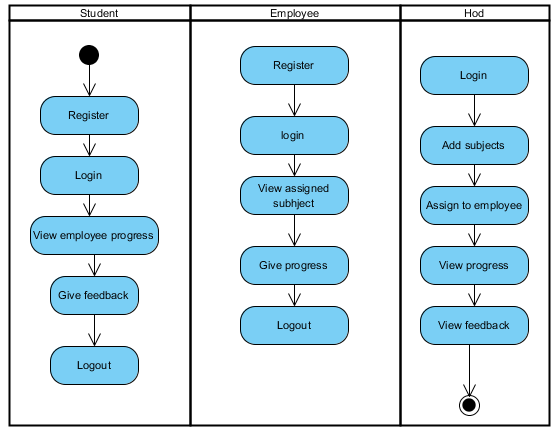 Student
Employee
Hod
Register
Login
View employee progress
Give feedback
Logout
Register
login
View assigned
subhject
Give progress
Logout
Login
Add subjects
Assign to employee
View progress
View feedback